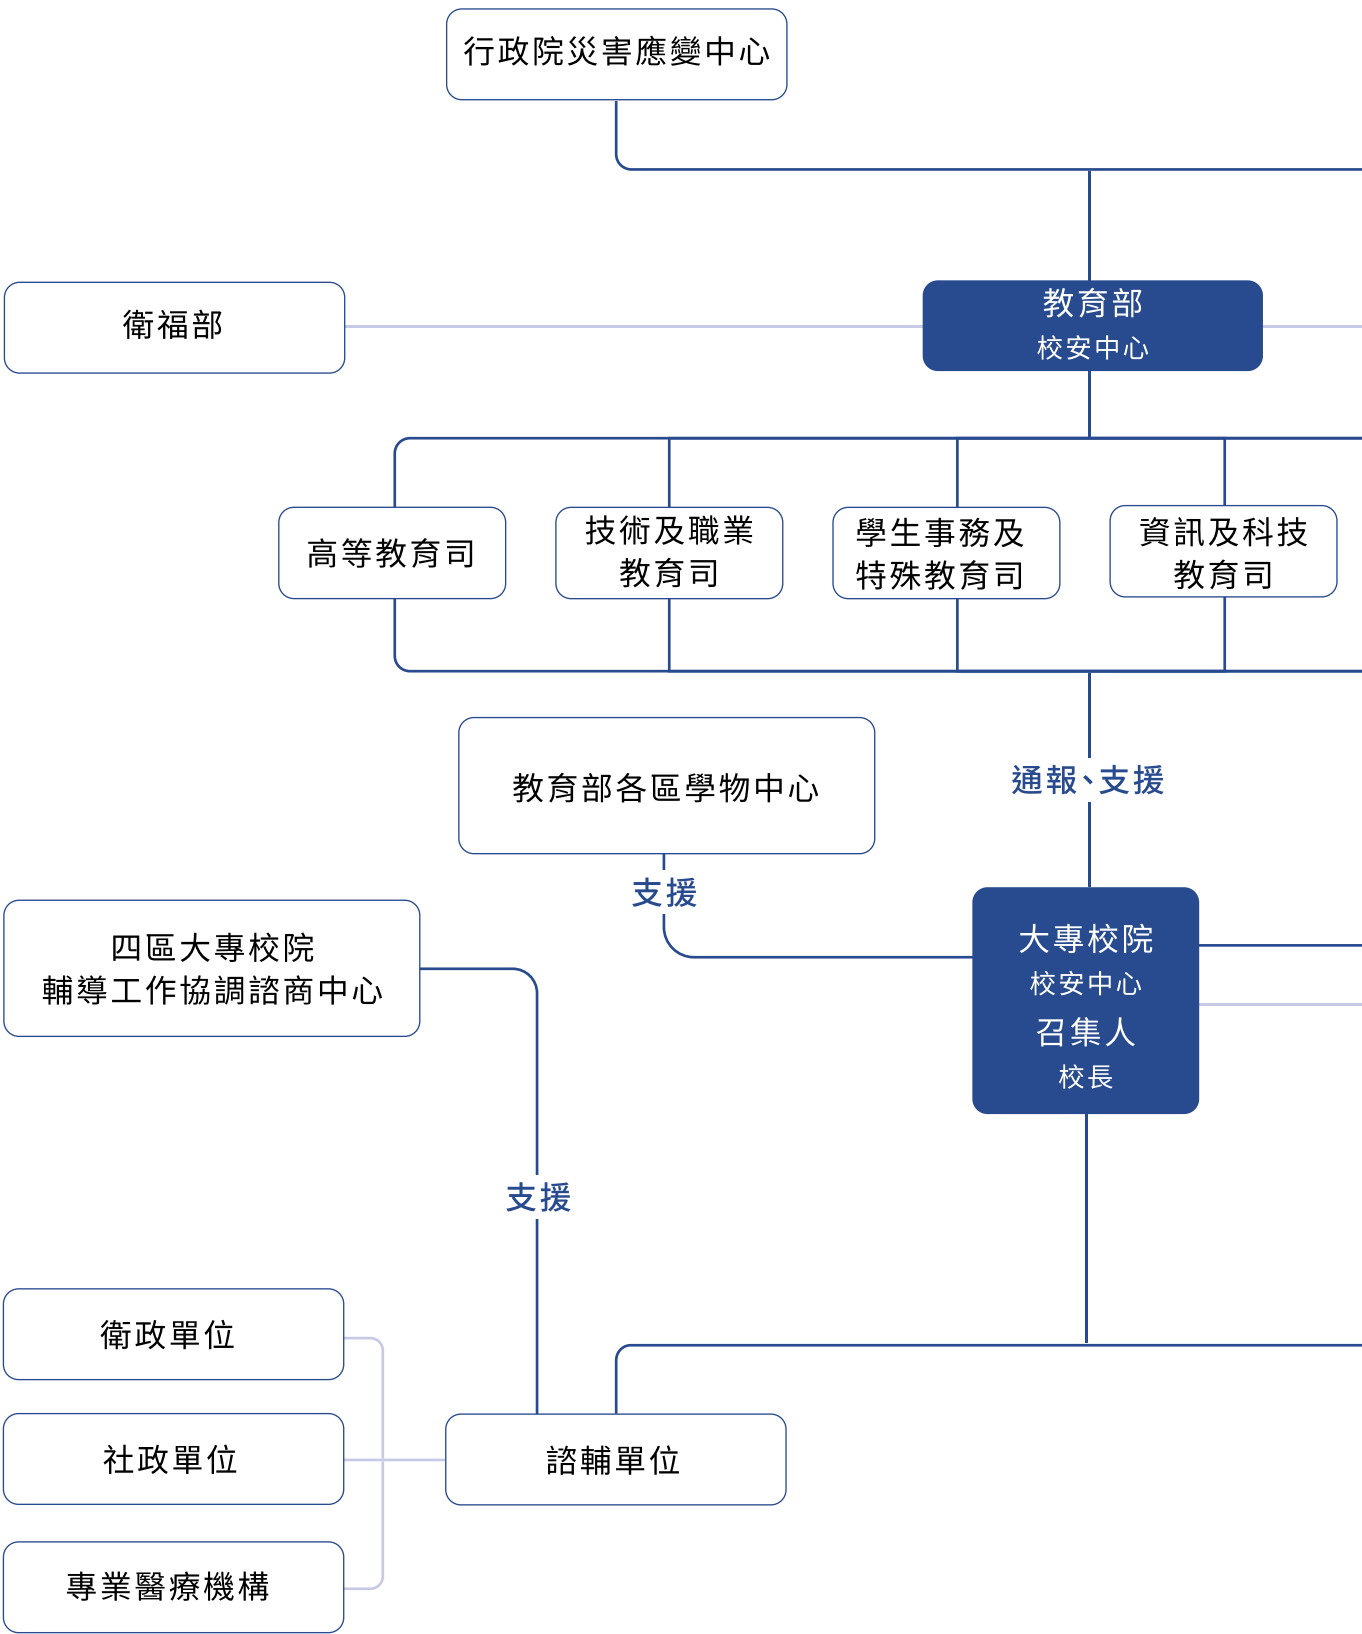 行政院災害應變中心
衛福部
教育部
校安中心
高等教育司
技術及職業
教育司
學生事務及
特殊教育司
資訊及科技
教育司
教育部各區學物中心
通報、支援
支援
四區大專校院
輔導工作協調諮商中心
大專校院
校安中心
召集人
校長
支援
衛政單位
社政單位
專業醫療機構
諮輔單位